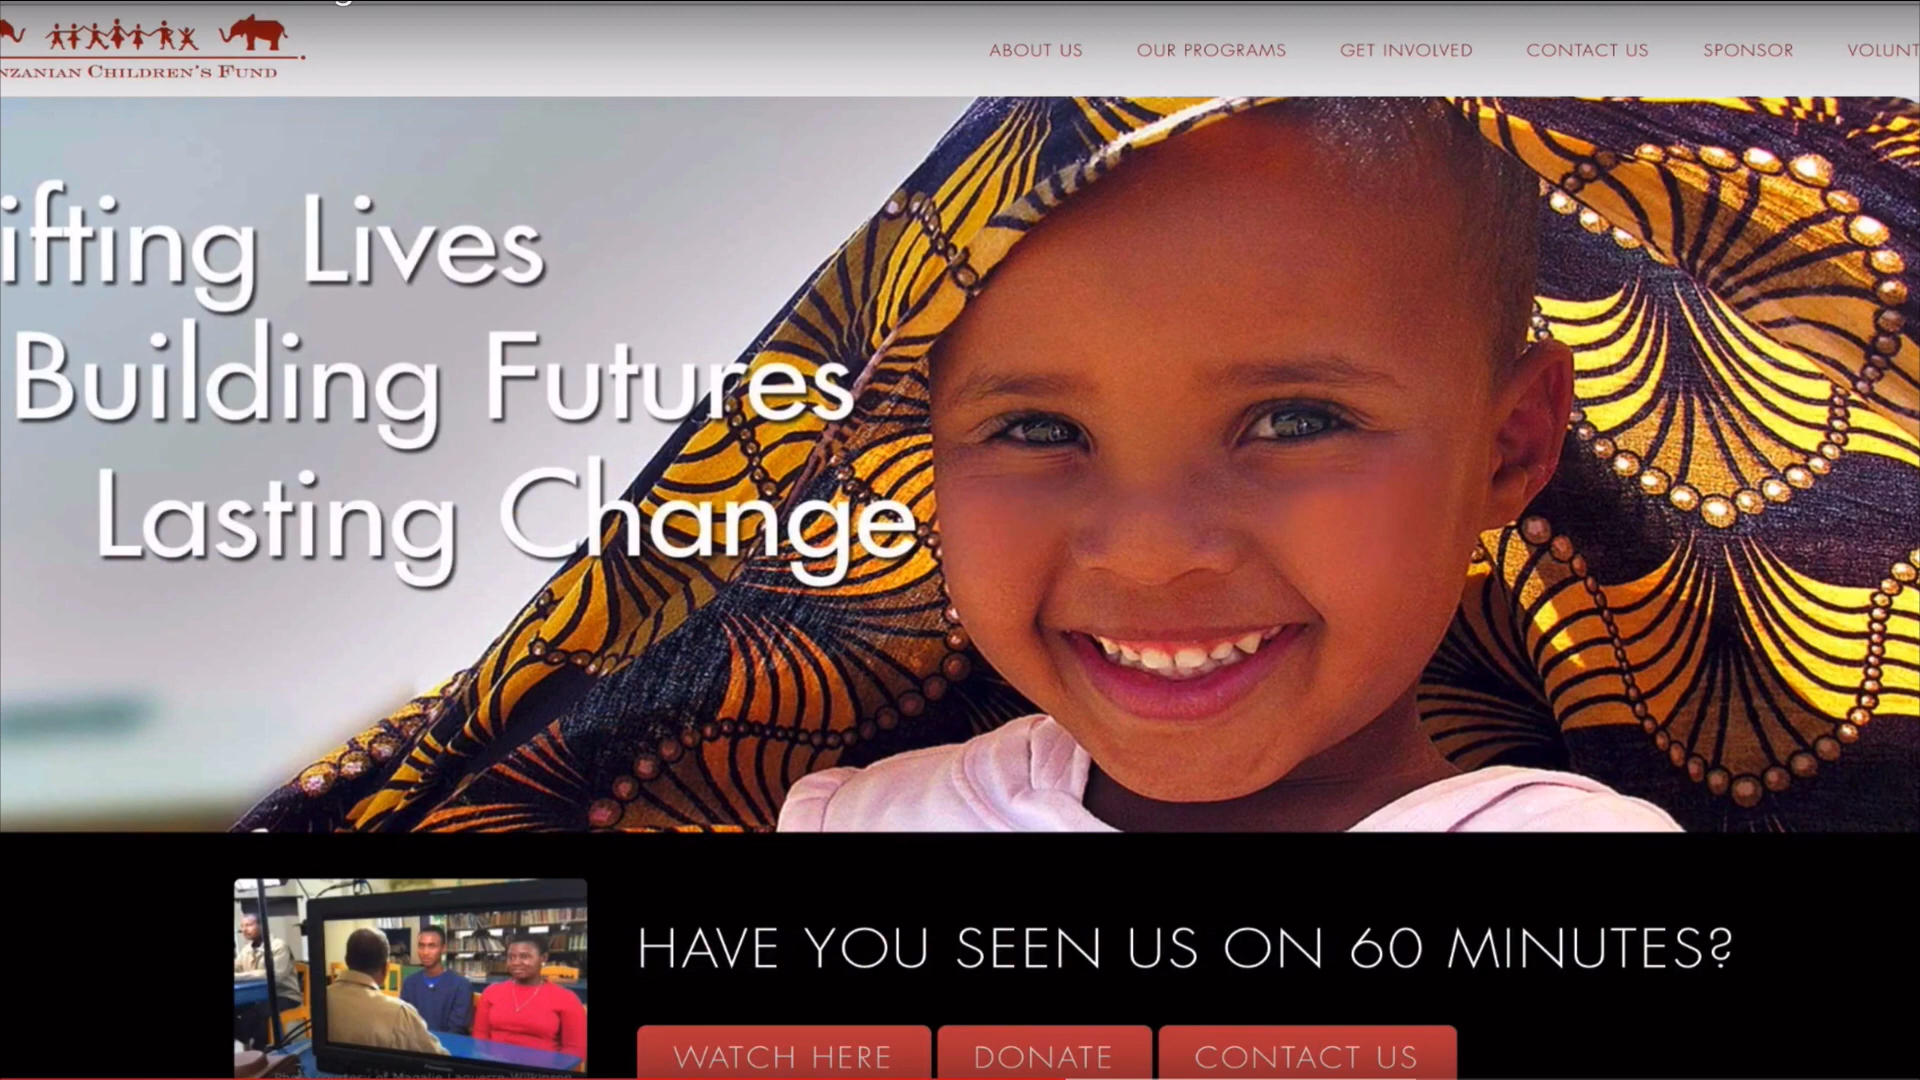 NZANIAN CHILDREN'S FUND
ABOUT US
OUR PROGRAMS
GET INVOLVED
CONTACT US
SPONSOR
VOLUNT
ifting Lives
Building Futures
Lasting Change
HAVE YOU SEEN US ON 60 MINUTES?
WATCH HERE
DONATE
CONTACT US